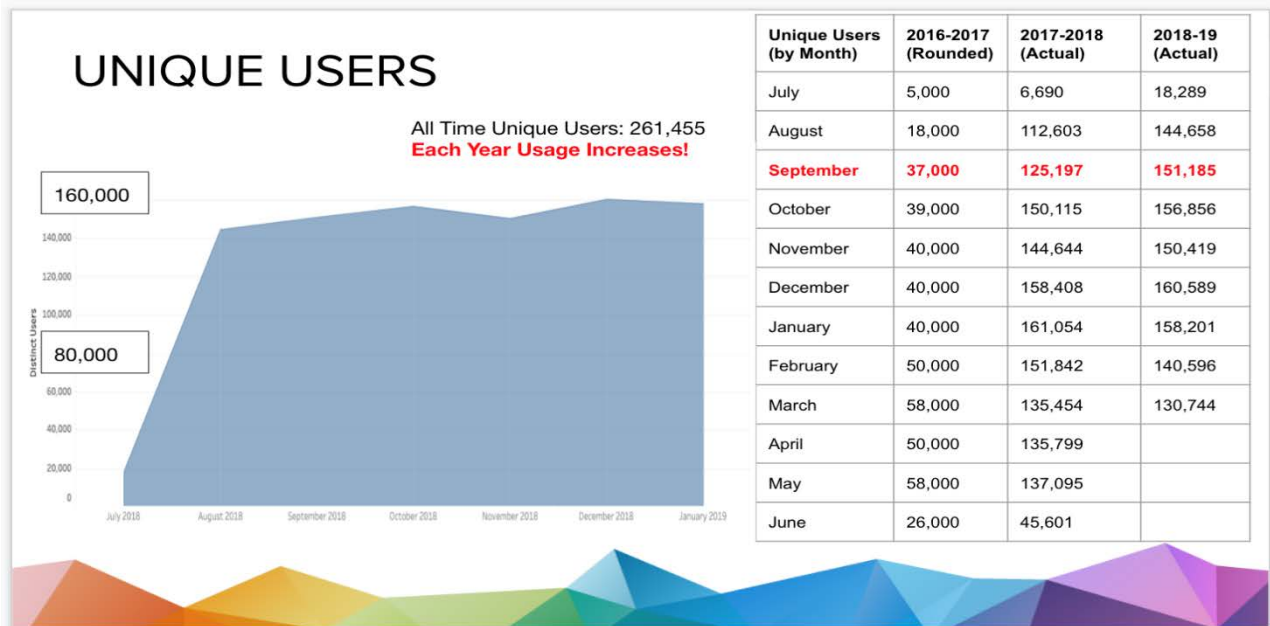 UNIQUE USERS
All Time Unique Users: 261,455
Each Year Usage Increases!
160,000
140,000
120,000
100,000
80,000
60,000
40,000
20,000
0
Distinct Users
July 2018 August 2018 September 2018 October 2018 November 2018 December 2018 January 2019
Unique Users (by Month) 2016-2017 (Rounded) 2017-2018 (Actual) 2018-19 (Actual)
July 5,000 6,690 18,289
August 18,000 112,603 144,658
September 37,000 125,197 151,185
October 39,000 150,115 156,856
November 40,000 144,644 150,419
December 40,000 158,408 160,589
January 40,000 161,054 158,201
February 50,000 151,842 140,596
March 58,000 135,454 130,744
April 50,000 135,799
May 58,000 137,095
June 26,000 45,601